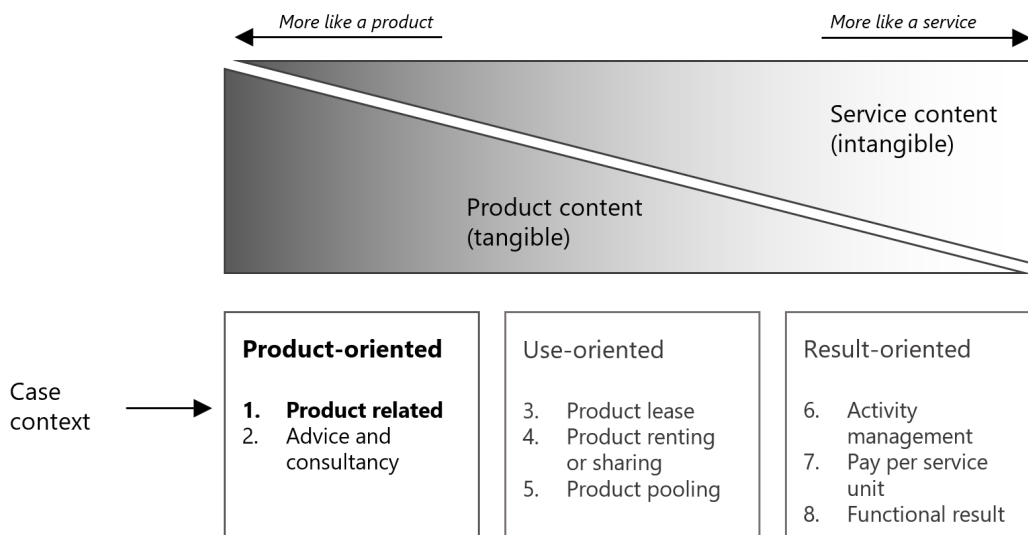 More like a product
More like a service
Service content
(intangible)
Product content
(tangible)
Case
context
Product-oriented
1. Product related
2. Advice and
consultancy
Use-oriented
3. Product lease
4. Product renting
or sharing
5. Product pooling
Result-oriented
6. Activity
management
7. Pay per service
unit
8. Functional result